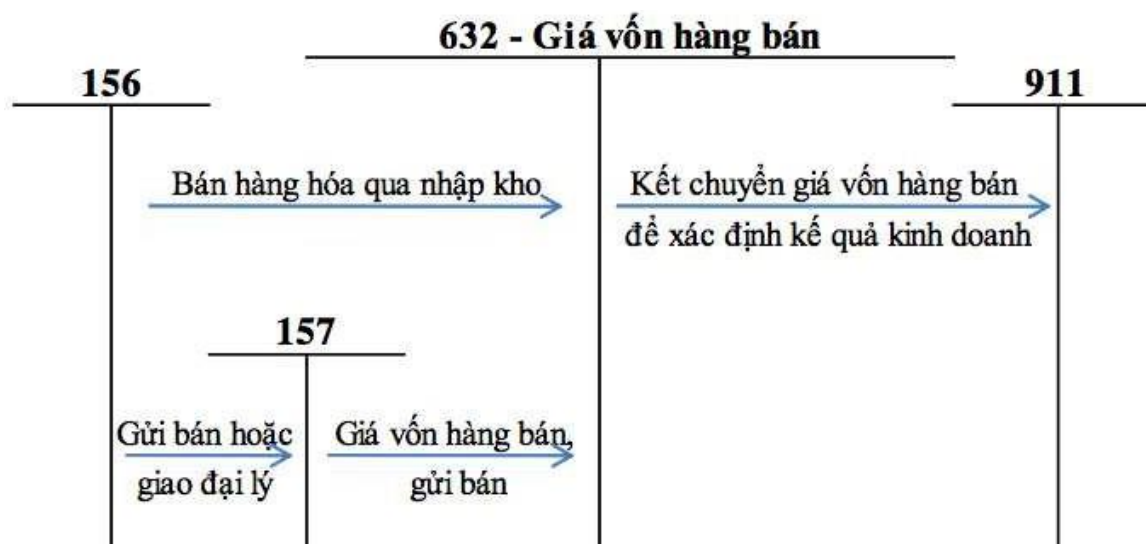 632 - Giá vốn hàng bán
156
911
Bán hàng hóa qua nhập kho
Kết chuyển giá vốn hàng bán
để xác định kế quả kinh doanh
157
Gửi bán hoặc
giao đại lý
Giá vốn hàng bán,
gửi bán